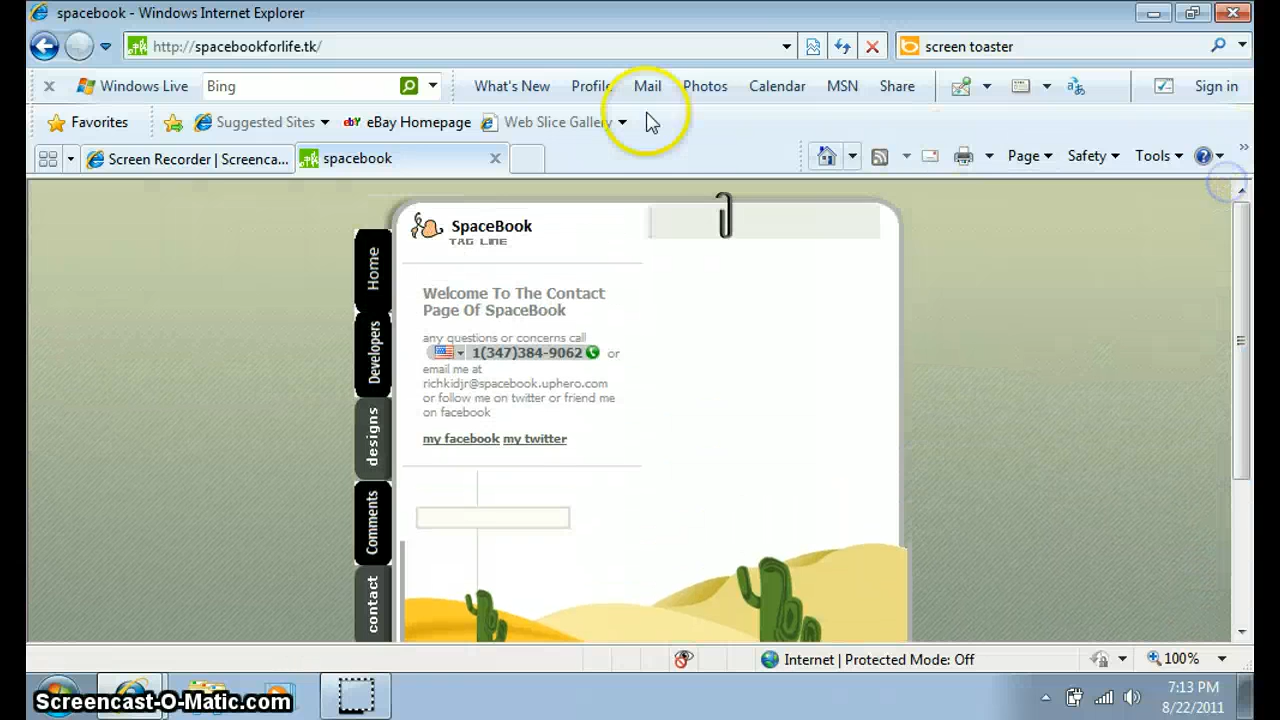 spacebook - Windows Internet Explorer
http://spacebookforlife.tk/
screen toaster
Windows Live
Bing
What's New
Profile
Mail
Photos
Calendar
MSN
Share
Sign in
Favorites
Suggested Sites
eBay Homepage
Web Slice Gallery
Screen Recorder | Screenca...
spacebook
Page
Safety
Tools
SpaceBook
TAG LINE
Home
Developers
designs
Comments
contact
Welcome To The Contact
Page Of SpaceBook
any questions or concerns call
1(347)384-9062 or
email me at
richkidjr@spacebook.uphero.com
or follow me on twitter or friend me
on facebook
my facebook my twitter
Internet | Protected Mode: Off
100%
Screencast-O-Matic.com
7:13 PM
8/22/2011